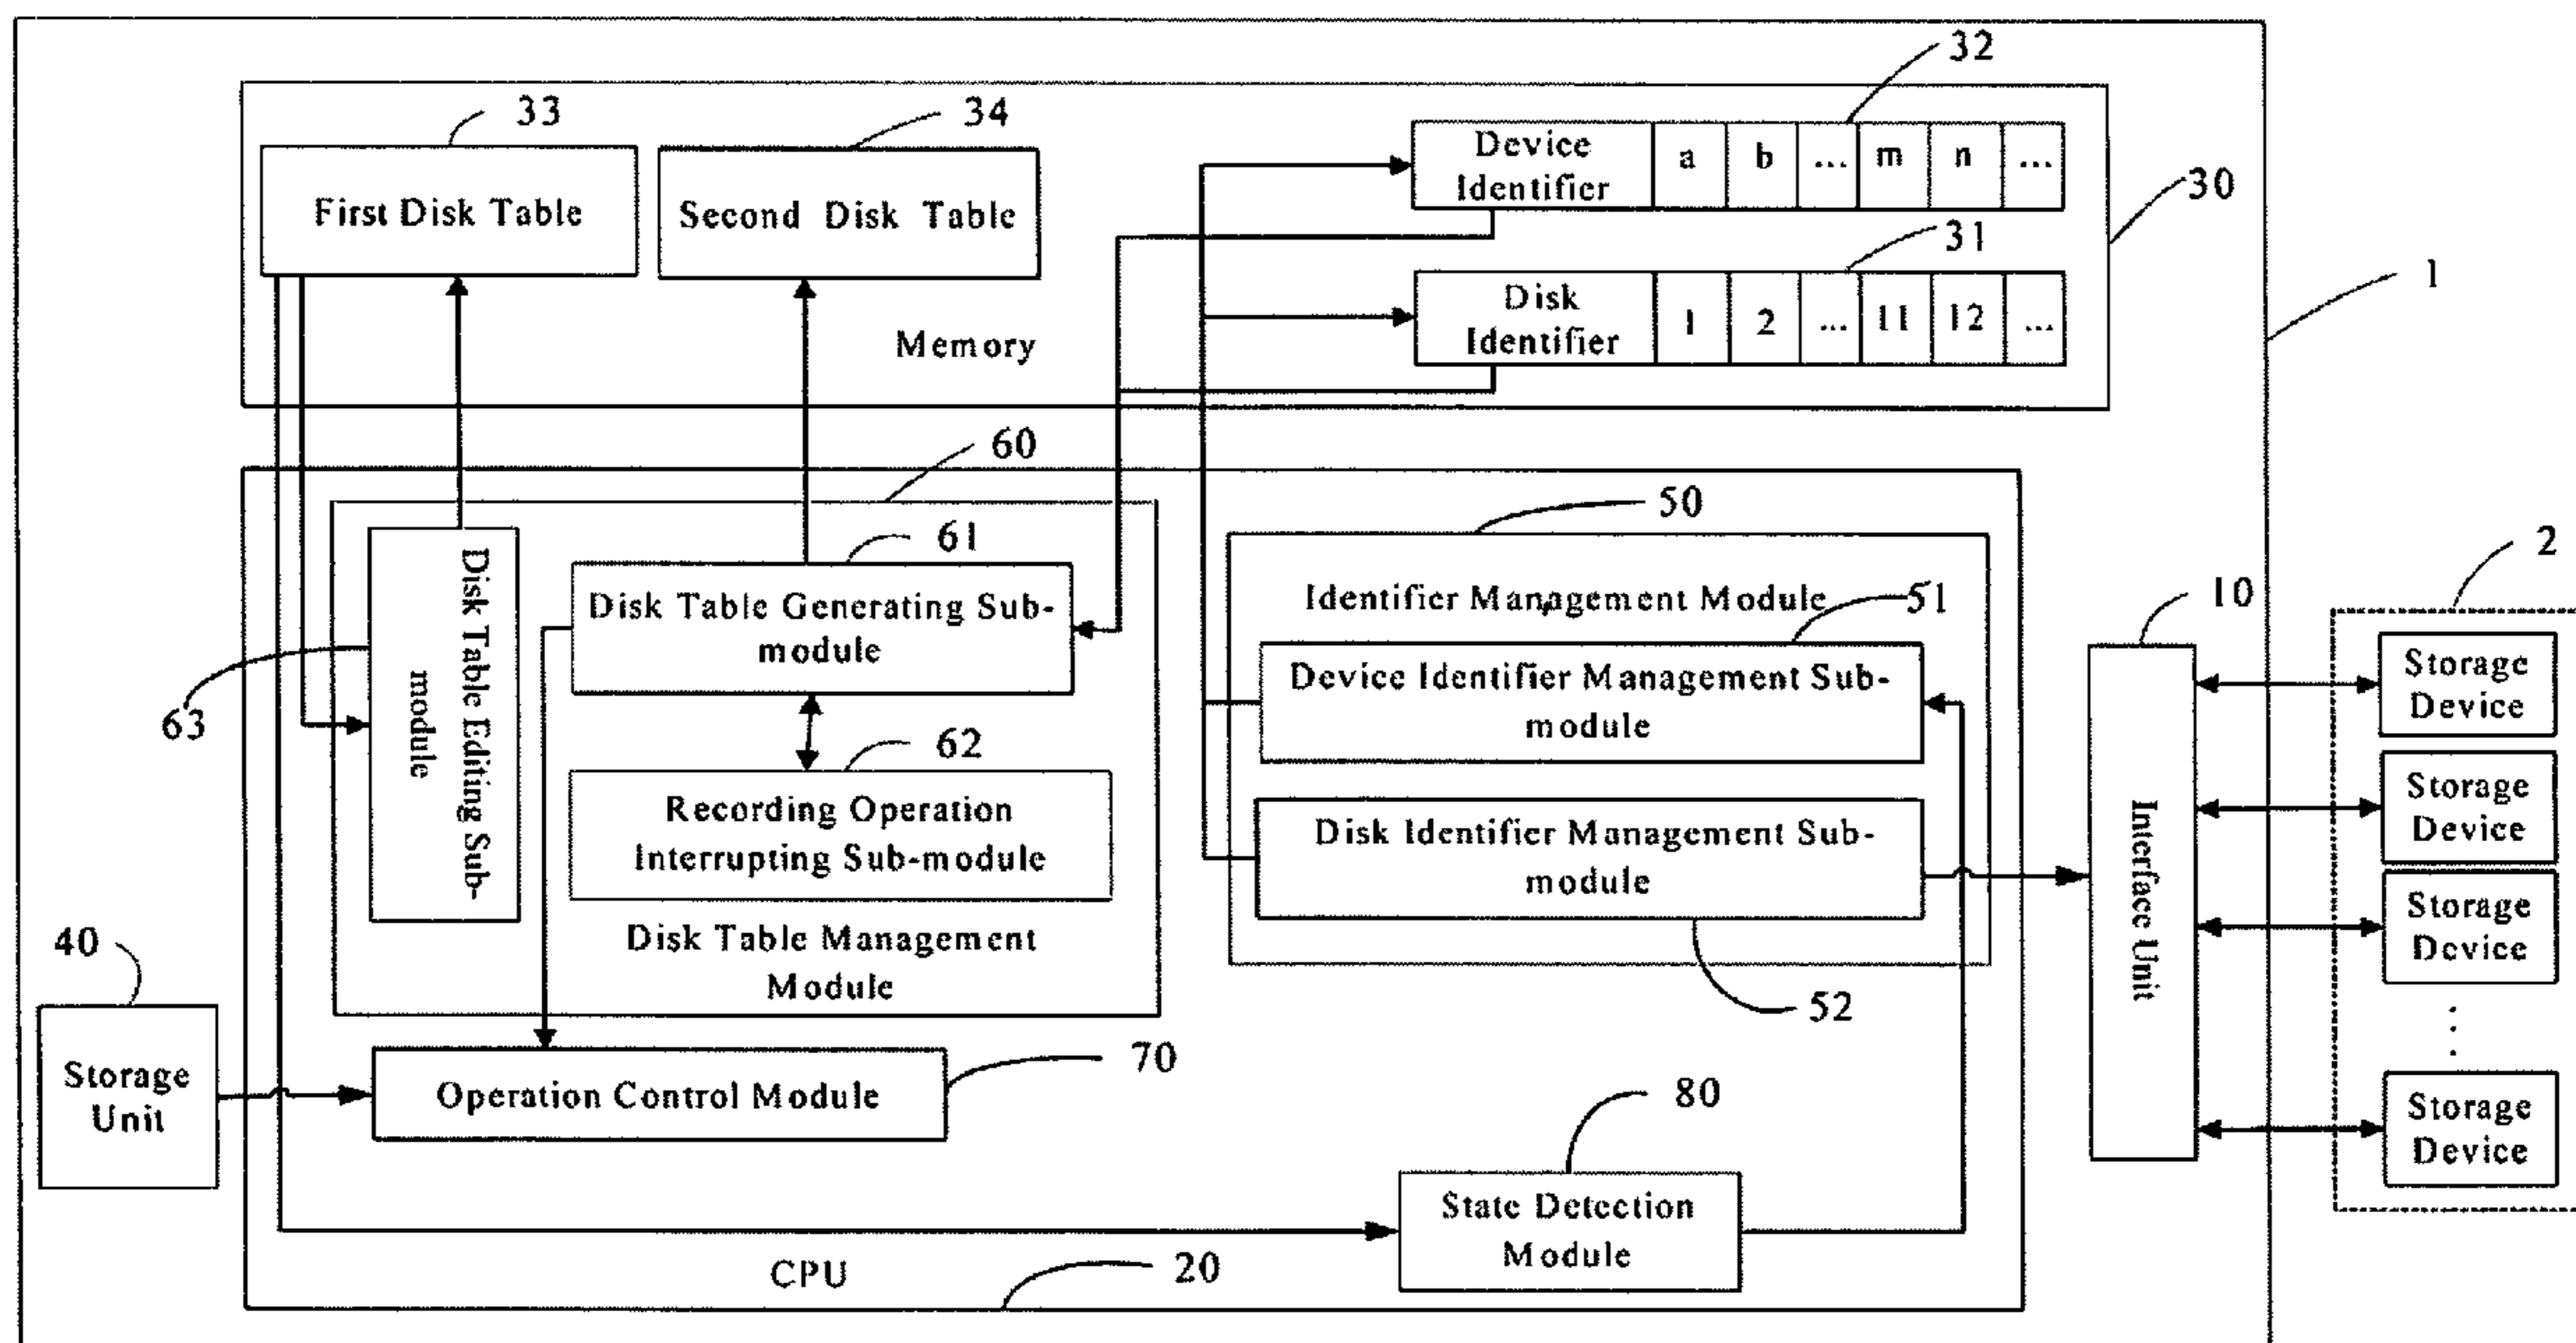 32
33
34
Device
Identifier
a b ... m n ...
First Disk Table
Second Disk Table
30
31
1
Disk
Identifier
1 2 ... 11 12 ...
Memory
60
50
61
2
Disk Table Generating Sub-
module
Identifier Management Module
51
10
Disk Table Editing Sub-
module
Device Identifier Management Sub-
module
Storage
Device
63
62
Recording Operation
Interrupting Sub-module
Disk Identifier Management Sub-
module
Interface Unit
Storage
Device
Storage
Device
Disk Table Management
Module
40
52
Storage
Unit
Operation Control Module
70
80
Storage
Device
State Detection
Module
CPU
20